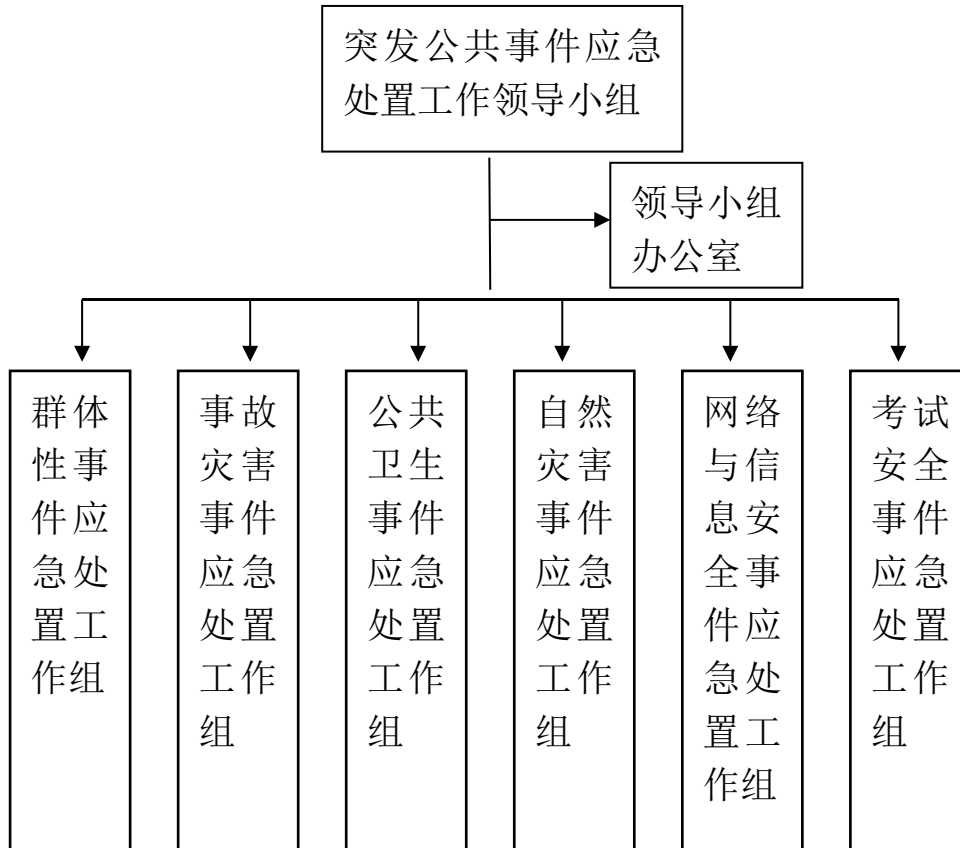 突发公共事件应急
处置工作领导小组
领导小组
办公室
群体
性事
件应
急处
置工
作组
事故
灾害
事件
应急
处置
工作
组
公共
卫生
事件
应急
处置
工作
组
自然
灾害
事件
应急
处置
工作
组
网络
与信
息安
全事
件应
急处
置工
作组
考试
安全
事件
应急
处置
工作
组